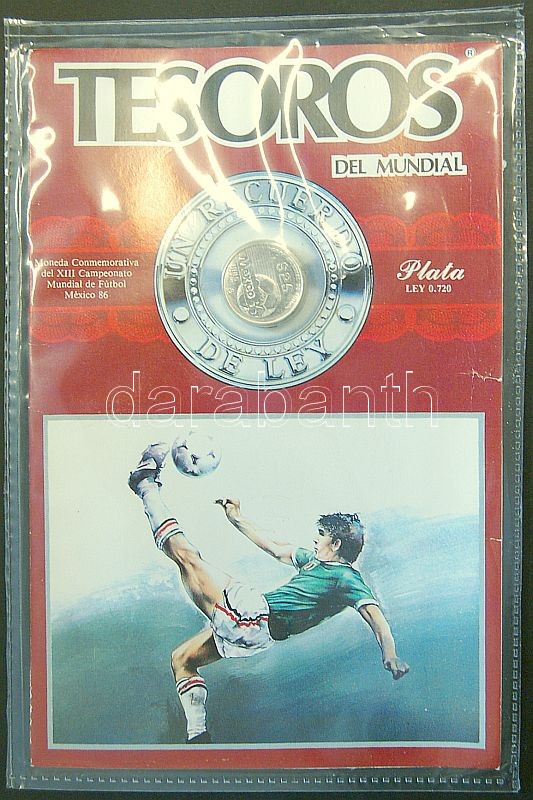 TESOROS®
DEL MUNDIAL
UN RECUERDO
DE LEY
Moneda Conmemorativa
del XIII Campeonato
Mundial de Fútbol
México 86
Plata
LEY 0.720
$25
darabanth